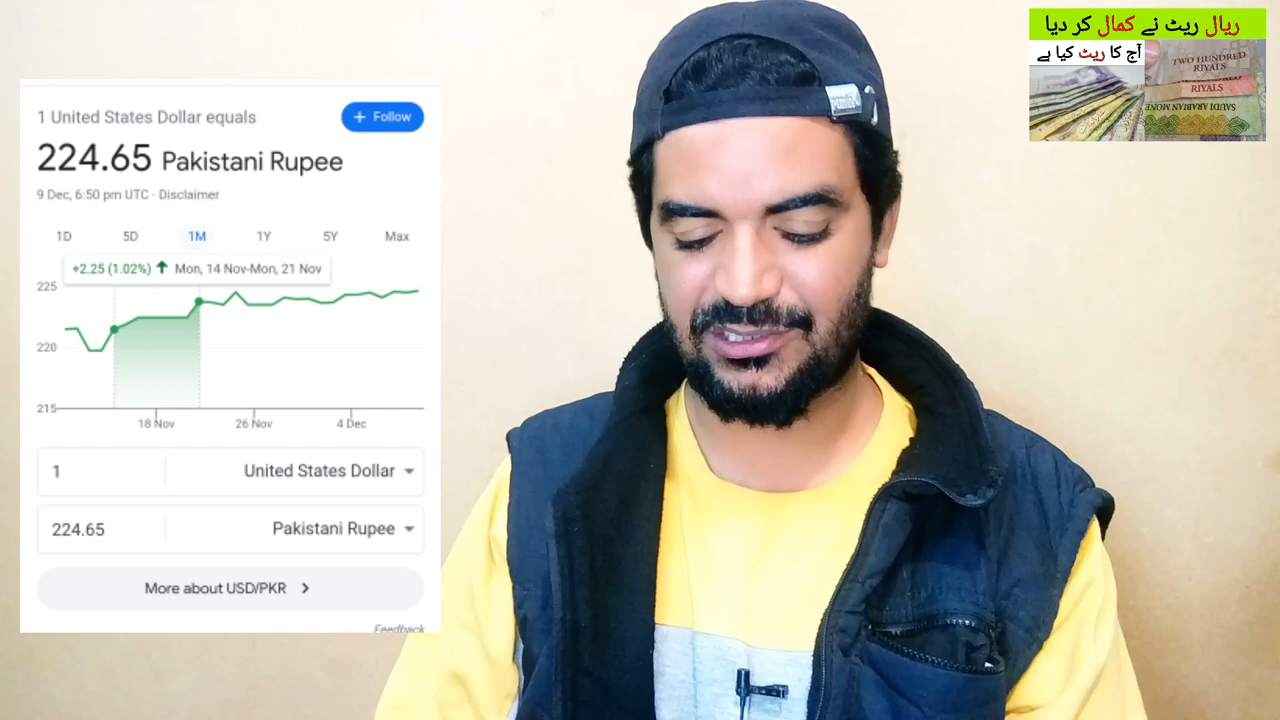 1 United States Dollar equals
+ Follow
224.65 Pakistani Rupee
9 Dec, 6:50 pm UTC · Disclaimer
1D 5D 1M 1Y 5Y Max
+2.25 (1.02%) ↑ Mon, 14 Nov-Mon, 21 Nov
225
220
215
18 Nov 26 Nov 4 Dec
1 United States Dollar
224.65 Pakistani Rupee
More about USD/PKR >
Feedback
ریال ریٹ نے کمال کر دیا
آج کا ریٹ کیا ہے
TWO HUNDRED
RIYALS
HUNDRED
RIYALS
SAUDI ARABIAN MONE